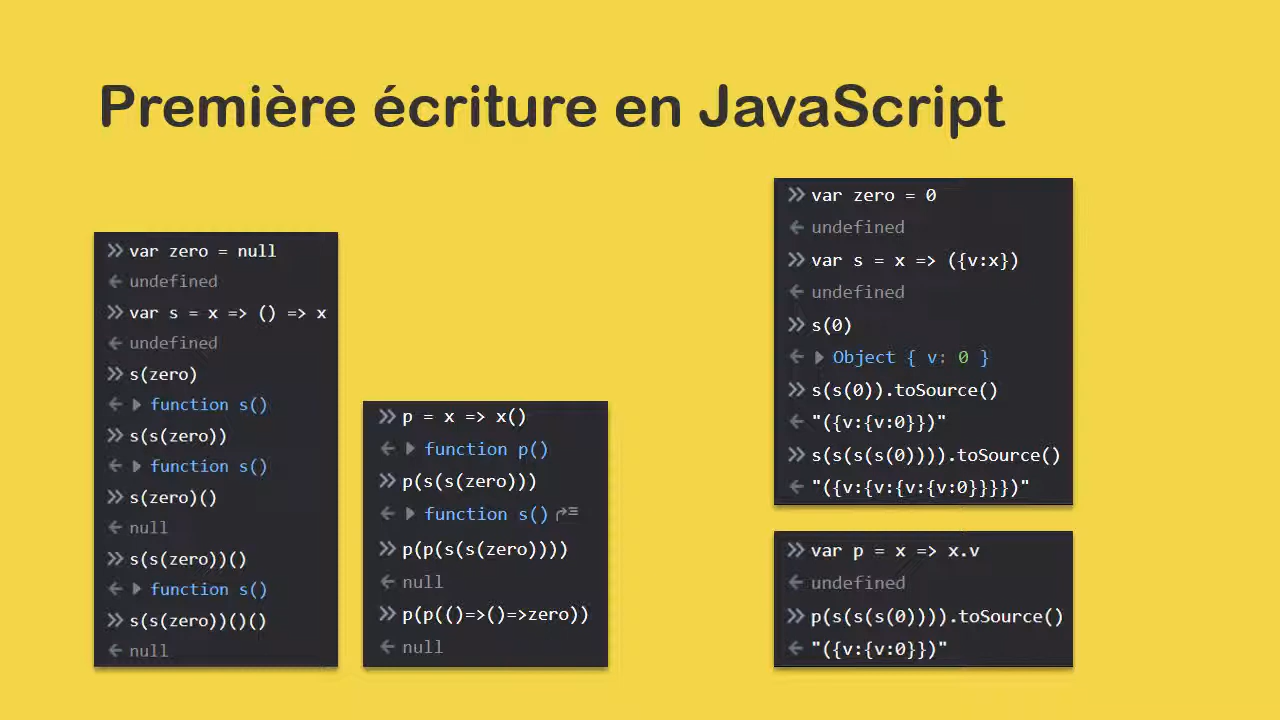 Première écriture en JavaScript
» var zero = null
← undefined
» var s = x => () => x
← undefined
» s(zero)
← ▶ function s()
» s(s(zero))
← ▶ function s()
» s(zero)()
← null
» s(s(zero))()
← ▶ function s()
» s(s(zero))()()
← null
» p = x => x()
← ▶ function p()
» p(s(s(zero)))
← ▶ function s()
» p(p(s(s(zero))))
← null
» p(p(()=>()=>zero))
← null
» var zero = 0
← undefined
» var s = x => ({v:x})
← undefined
» s(0)
← ▶ Object { v: 0 }
» s(s(0)).toSource()
← "({v:{v:0}})"
» s(s(s(s(0)))).toSource()
← "({v:{v:{v:{v:0}}}})"
» var p = x => x.v
← undefined
» p(s(s(s(0)))).toSource()
← "({v:{v:0}})"